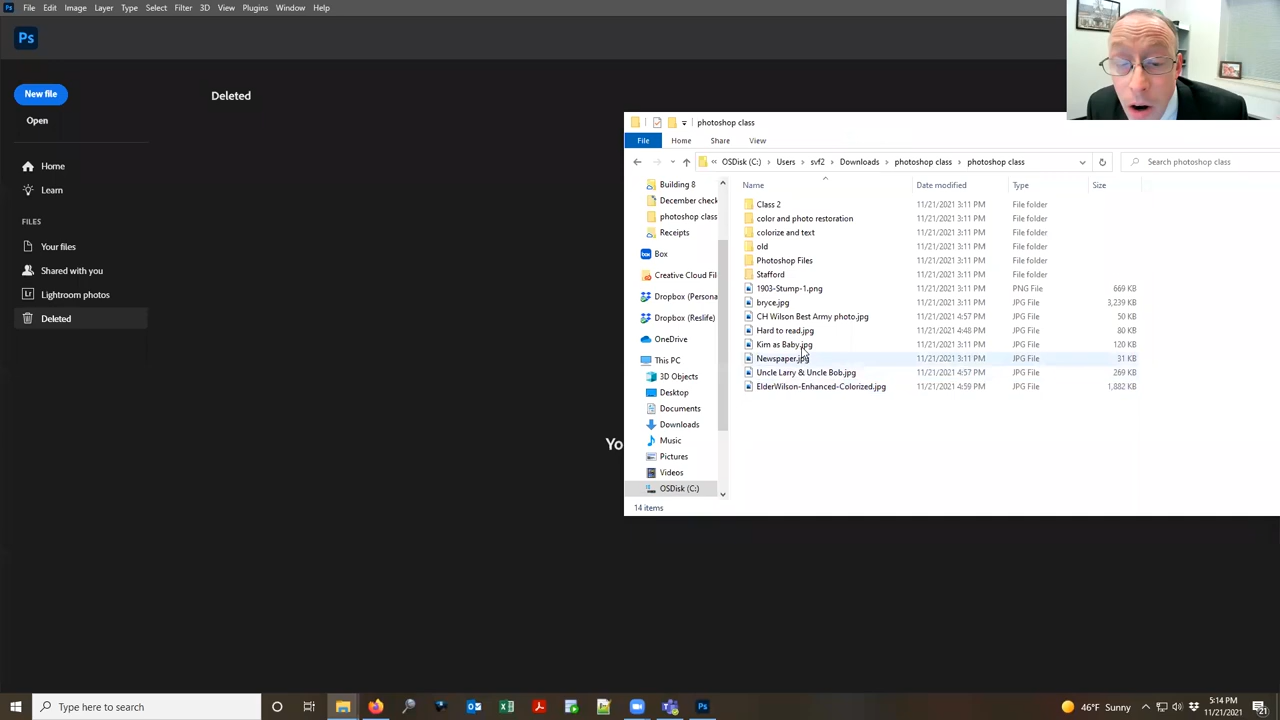 Ps File Edit Image Layer Type Select Filter 3D View Plugins Window Help
Ps
New file
Deleted
Open
Home
Learn
FILES
Your files
Shared with you
Lightroom photos
Deleted
Yo
photoshop class
File Home Share View
« OSDisk (C:) › Users › svf2 › Downloads › photoshop class › photoshop class
Search photoshop class
Building 8
December check
photoshop class
Receipts
Box
Creative Cloud Fil
Dropbox (Persona
Dropbox (Reslife)
OneDrive
This PC
3D Objects
Desktop
Documents
Downloads
Music
Pictures
Videos
OSDisk (C:)
Name Date modified Type Size
Class 2 11/21/2021 3:11 PM File folder
color and photo restoration 11/21/2021 3:11 PM File folder
colorize and text 11/21/2021 3:11 PM File folder
old 11/21/2021 3:11 PM File folder
Photoshop Files 11/21/2021 3:11 PM File folder
Stafford 11/21/2021 3:11 PM File folder
1903-Stump-1.png 11/21/2021 3:11 PM PNG File 669 KB
bryce.jpg 11/21/2021 3:11 PM JPG File 3,239 KB
CH Wilson Best Army photo.jpg 11/21/2021 4:57 PM JPG File 50 KB
Hard to read.jpg 11/21/2021 4:48 PM JPG File 80 KB
Kim as Baby.jpg 11/21/2021 3:11 PM JPG File 120 KB
Newspaper.jpg 11/21/2021 3:11 PM JPG File 31 KB
Uncle Larry & Uncle Bob.jpg 11/21/2021 4:57 PM JPG File 269 KB
ElderWilson-Enhanced-Colorized.jpg 11/21/2021 4:59 PM JPG File 1,882 KB
14 items
Type here to search
46°F Sunny
5:14 PM
11/21/2021
21